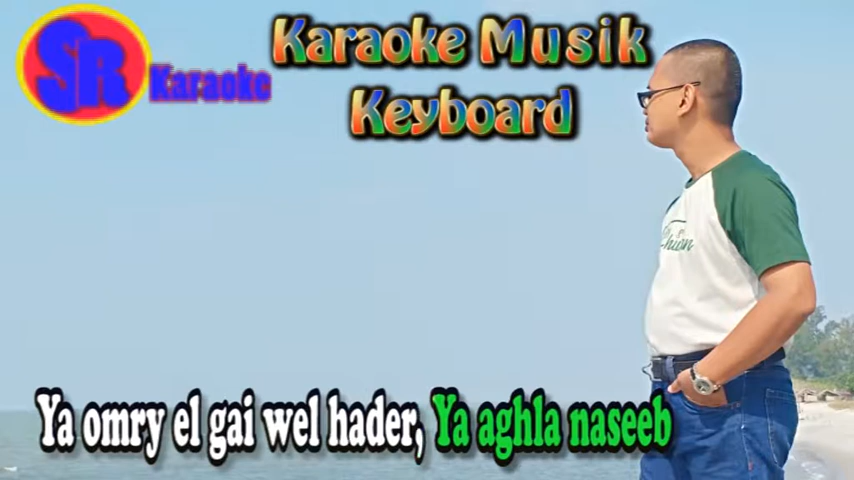 SR Karaoke
Karaoke Musik
Keyboard
Ya omry el gai wel hader, Ya aghla naseeb